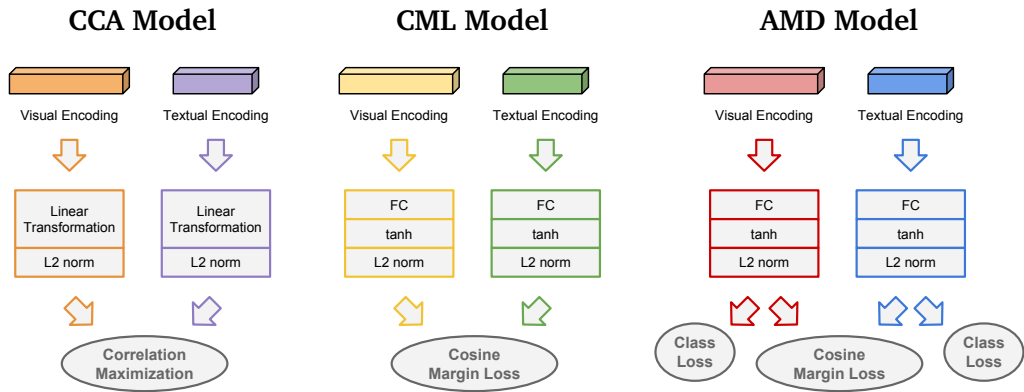 CCA Model
CML Model
AMD Model
Visual Encoding
Textual Encoding
Visual Encoding
Textual Encoding
Visual Encoding
Textual Encoding
Linear
Transformation
L2 norm
Linear
Transformation
L2 norm
FC
tanh
L2 norm
FC
tanh
L2 norm
FC
tanh
L2 norm
FC
tanh
L2 norm
Correlation
Maximization
Cosine
Margin Loss
Class
Loss
Cosine
Margin Loss
Class
Loss